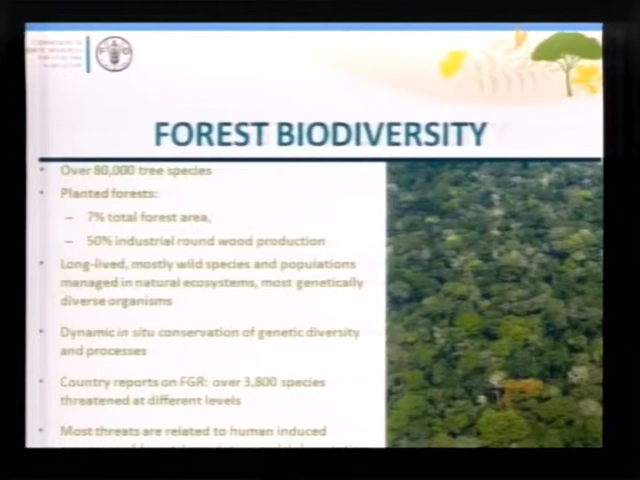 FAO
FOREST BIODIVERSITY
• Over 80,000 tree species
• Planted forests:
– 7% total forest area,
– 50% industrial round wood production
• Long-lived, mostly wild species and populations
managed in natural ecosystems, most genetically
diverse organisms
• Dynamic in situ conservation of genetic diversity
and processes
• Country reports on FGR: over 3,800 species
threatened at different levels
• Most threats are related to human induced